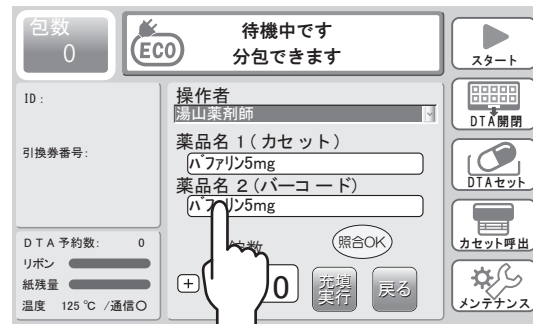 包数
0
ECO
待機中です
分包できます
スタート
ID :
引換券番号:
操作者
湯山薬剤師
薬品名 1 (カセット)
ﾊﾞﾌｧﾘﾝ5mg
薬品名 2 (バーコード)
ﾊﾞﾌｧﾘﾝ5mg
錠数
照合OK
+
0
充填
実行
戻る
DTA予約数: 0
リボン
紙残量
温度 125 ℃ /通信〇
DTA開閉
DTAセット
カセット呼出
メンテナンス